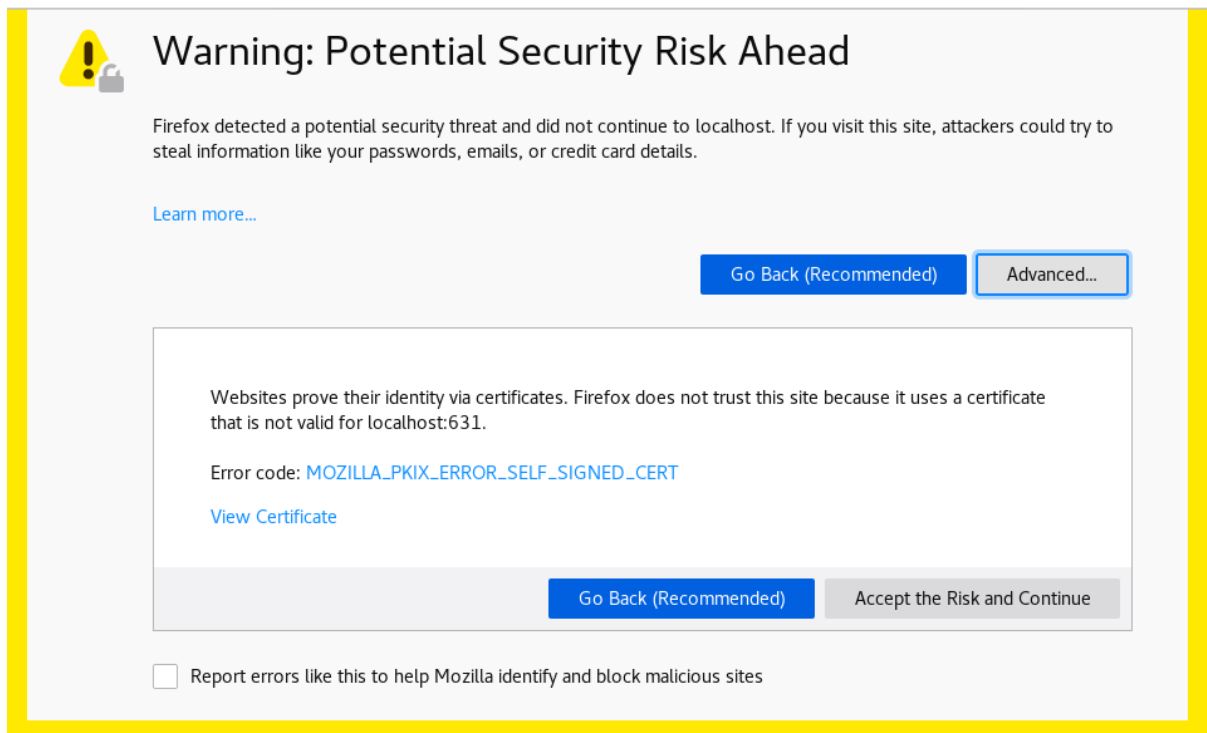 Warning: Potential Security Risk Ahead
Firefox detected a potential security threat and did not continue to localhost. If you visit this site, attackers could try to
steal information like your passwords, emails, or credit card details.
Learn more…
Go Back (Recommended)
Advanced…
Websites prove their identity via certificates. Firefox does not trust this site because it uses a certificate
that is not valid for localhost:631.
Error code: MOZILLA_PKIX_ERROR_SELF_SIGNED_CERT
View Certificate
Go Back (Recommended)
Accept the Risk and Continue
Report errors like this to help Mozilla identify and block malicious sites